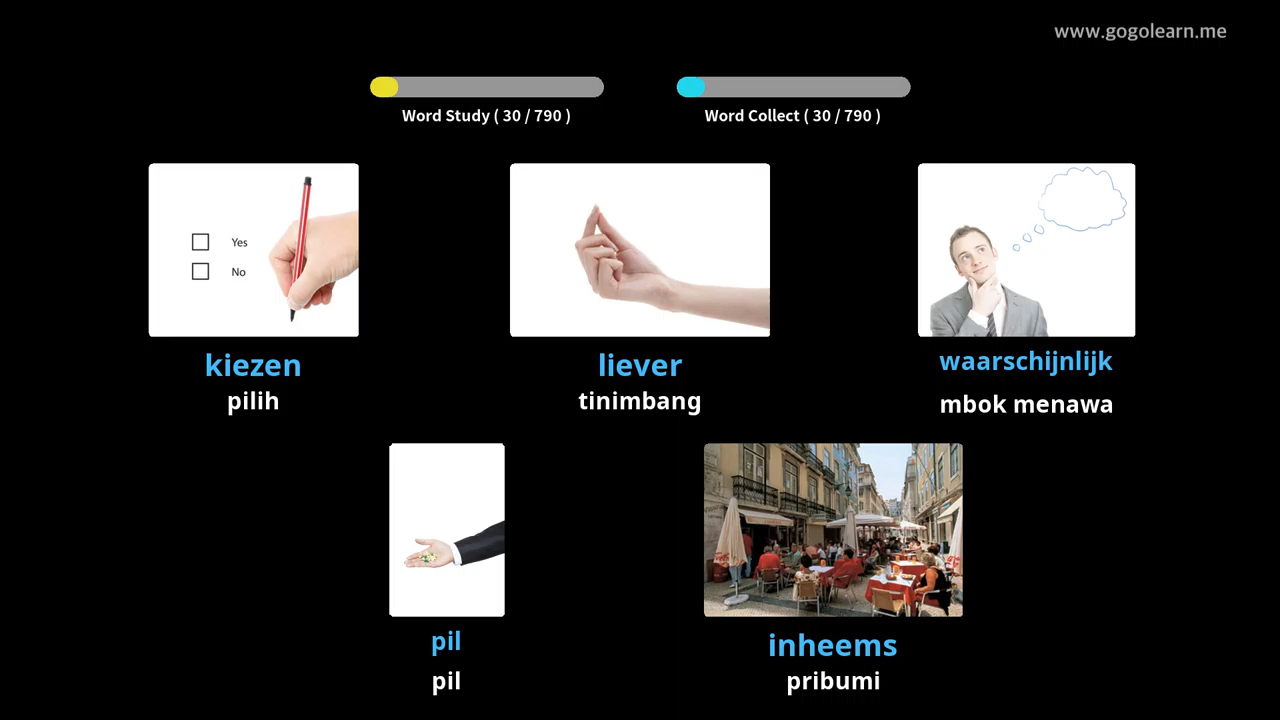 www.gogolearn.me
Word Study ( 30 / 790 )
Word Collect ( 30 / 790 )
Yes
No
kiezen
pilih
liever
tinimbang
waarschijnlijk
mbok menawa
pil
pil
inheems
pribumi